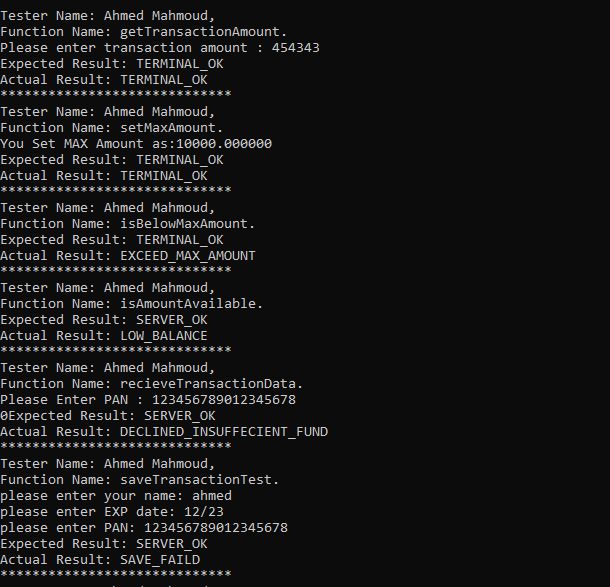 Tester Name: Ahmed Mahmoud,
Function Name: getTransactionAmount.
Please enter transaction amount : 454343
Expected Result: TERMINAL_OK
Actual Result: TERMINAL_OK
*****************************
Tester Name: Ahmed Mahmoud,
Function Name: setMaxAmount.
You Set MAX Amount as:10000.000000
Expected Result: TERMINAL_OK
Actual Result: TERMINAL_OK
*****************************
Tester Name: Ahmed Mahmoud,
Function Name: isBelowMaxAmount.
Expected Result: TERMINAL_OK
Actual Result: EXCEED_MAX_AMOUNT
*****************************
Tester Name: Ahmed Mahmoud,
Function Name: isAmountAvailable.
Expected Result: SERVER_OK
Actual Result: LOW_BALANCE
*****************************
Tester Name: Ahmed Mahmoud,
Function Name: recieveTransactionData.
Please Enter PAN : 123456789012345678
0Expected Result: SERVER_OK
Actual Result: DECLINED_INSUFFECIENT_FUND
*****************************
Tester Name: Ahmed Mahmoud,
Function Name: saveTransactionTest.
please enter your name: ahmed
please enter EXP date: 12/23
please enter PAN: 123456789012345678
Expected Result: SERVER_OK
Actual Result: SAVE_FAILD
*****************************